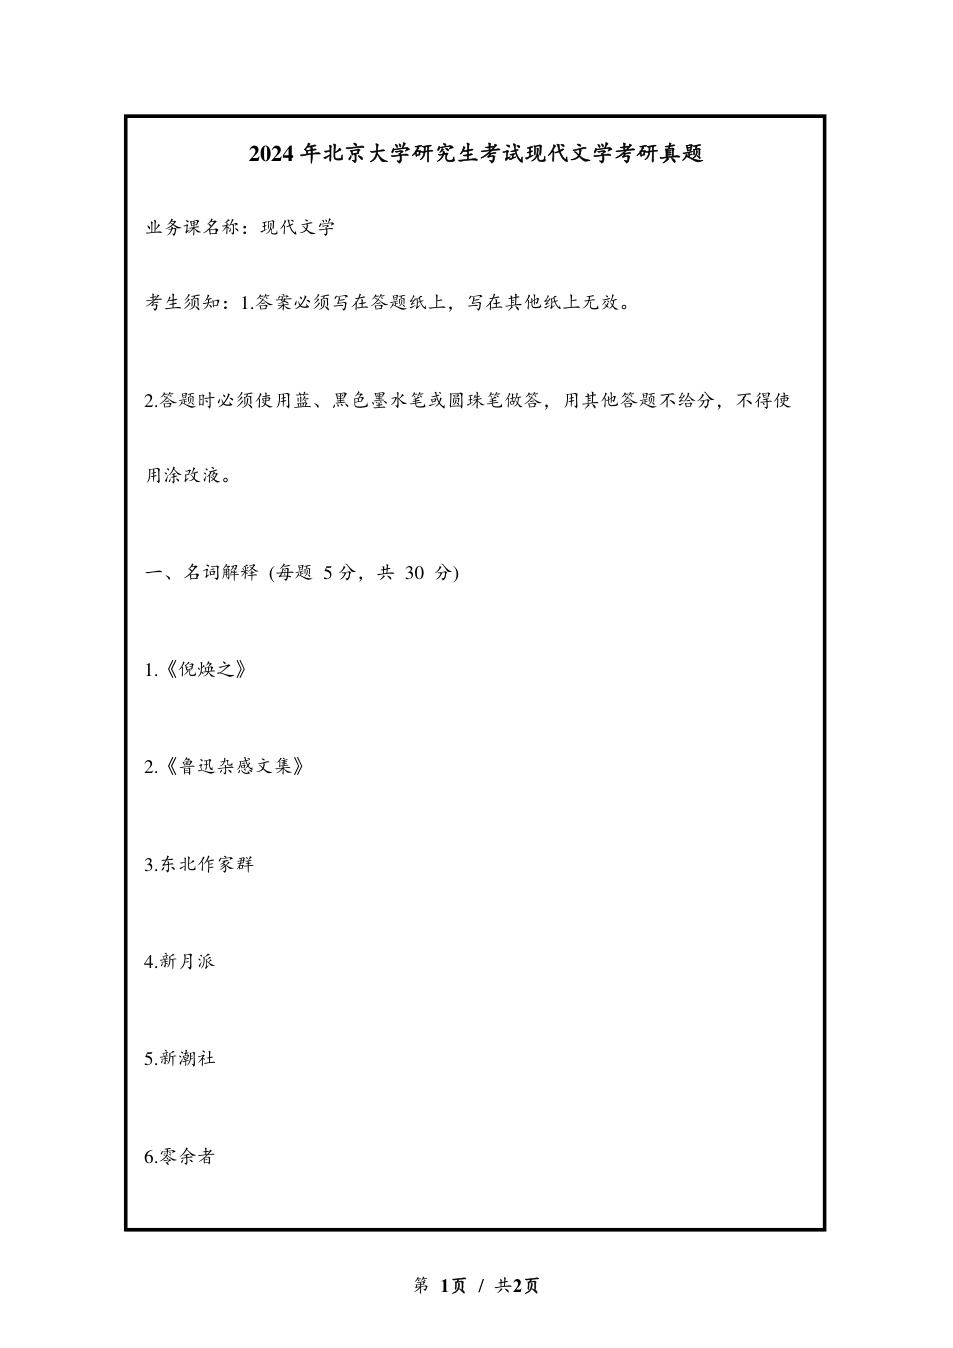 2024 年北京大学研究生考试现代文学考研真题
业务课名称：现代文学
考生须知：1.答案必须写在答题纸上，写在其他纸上无效。
2.答题时必须使用蓝、黑色墨水笔或圆珠笔做答，用其他答题不给分，不得使
用涂改液。
一、名词解释 (每题 5 分，共 30 分)
1.《倪焕之》
2.《鲁迅杂感文集》
3.东北作家群
4.新月派
5.新潮社
6.零余者
第 1页 / 共2页